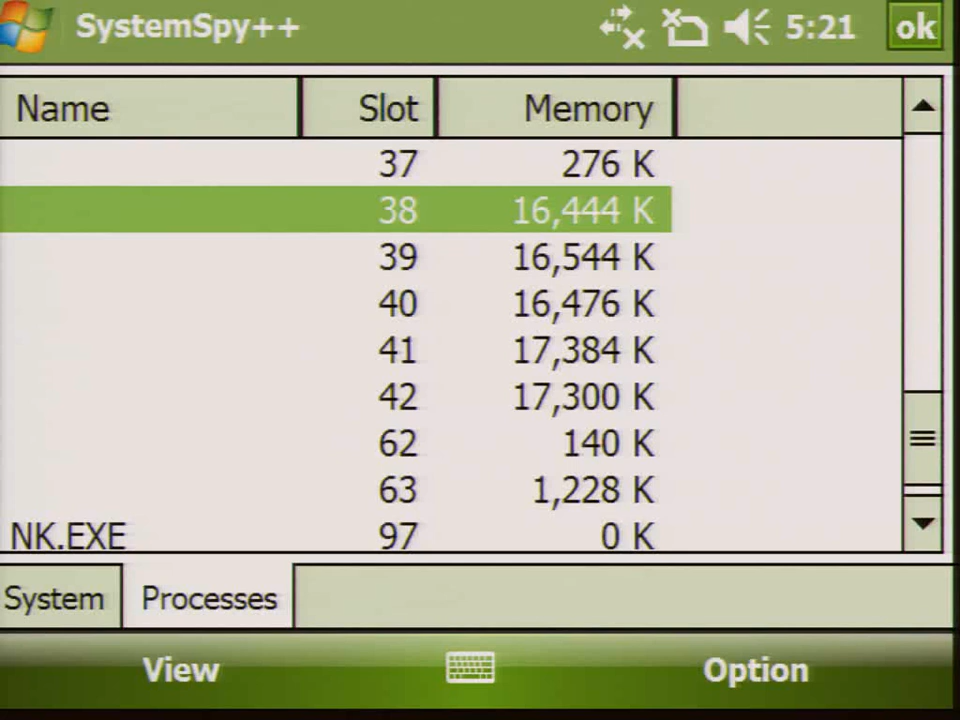 SystemSpy++ 5:21 ok
Name Slot Memory
37 276 K
38 16,444 K
39 16,544 K
40 16,476 K
41 17,384 K
42 17,300 K
62 140 K
63 1,228 K
NK.EXE 97 0 K
System Processes
View Option